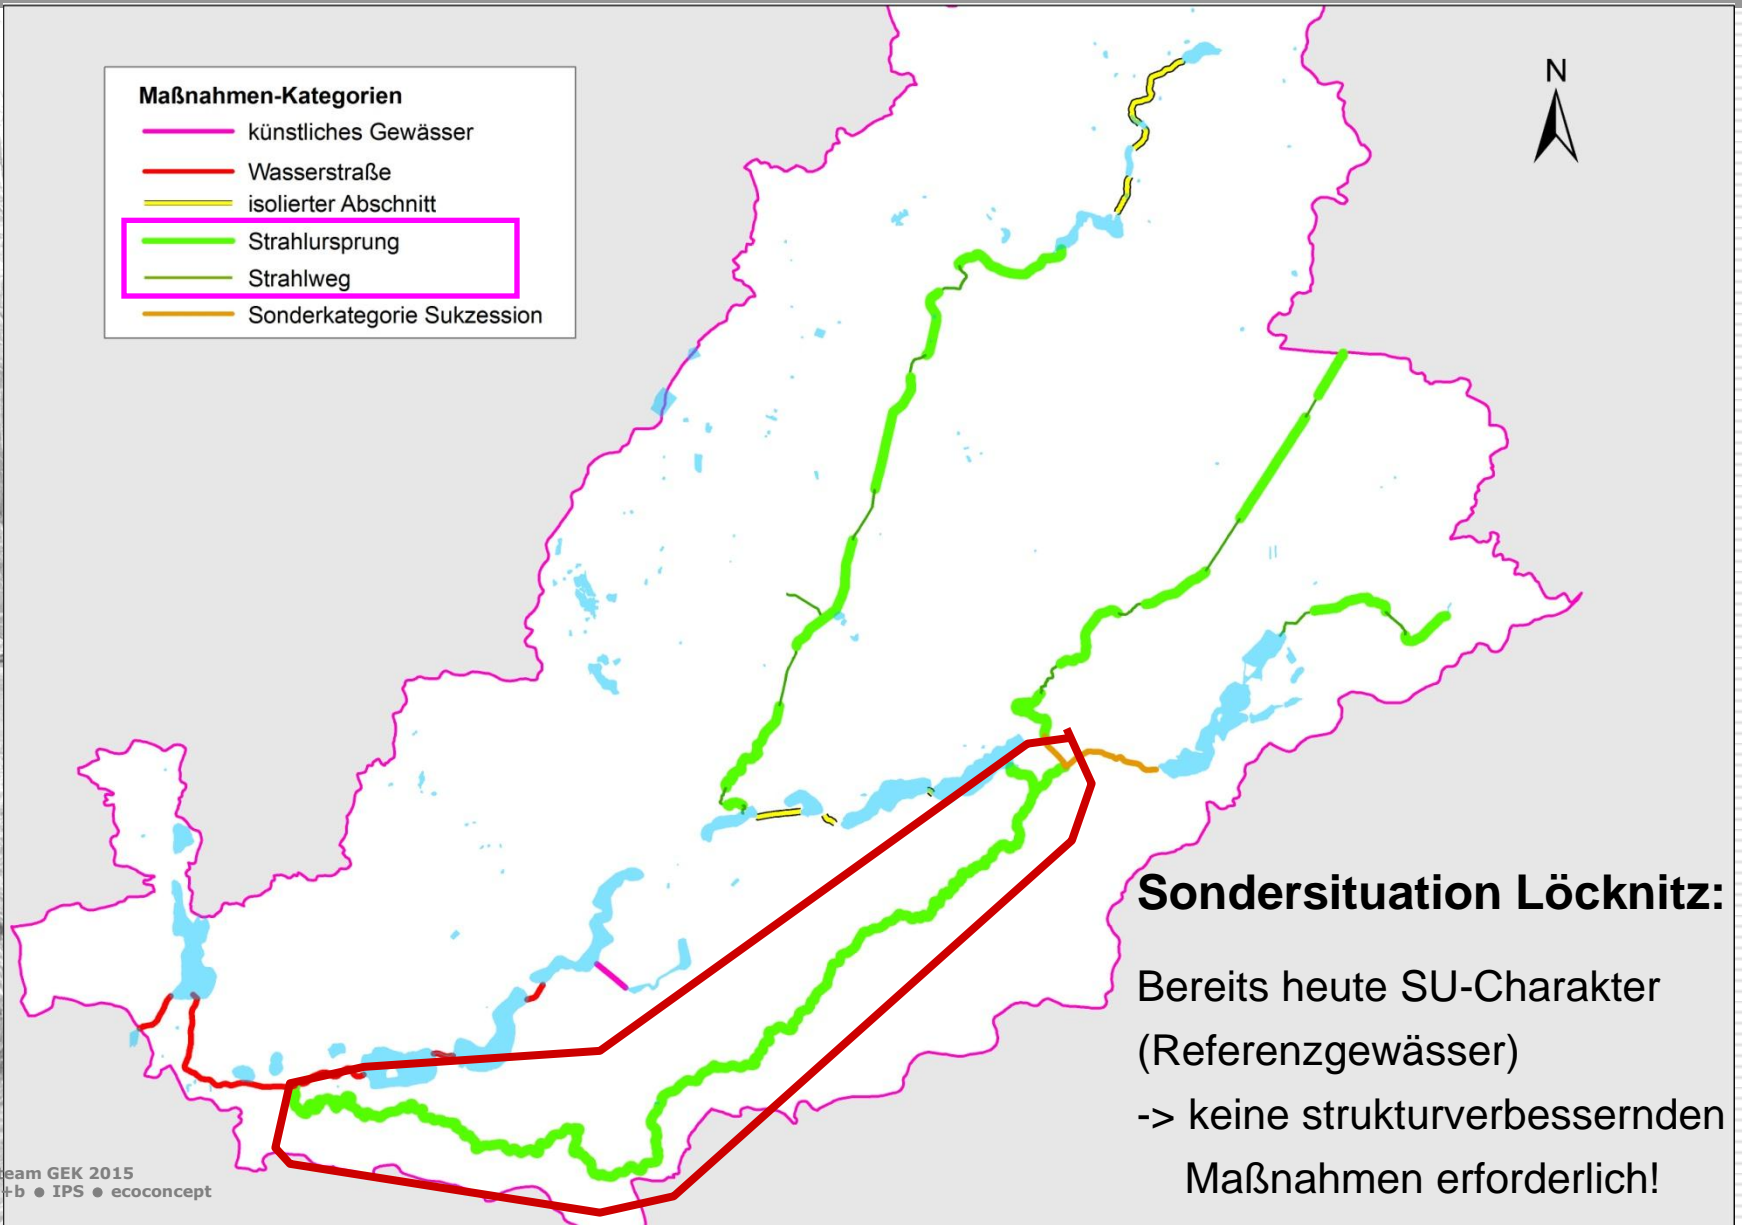 Maßnahmen-Kategorien
künstliches Gewässer
Wasserstraße
isolierter Abschnitt
Strahlursprung
Strahlweg
Sonderkategorie Sukzession
N
Sondersituation Löcknitz:
Bereits heute SU-Charakter
(Referenzgewässer)
-> keine strukturverbessernden
Maßnahmen erforderlich!
team GEK 2015
+b ● IPS ● ecoconcept